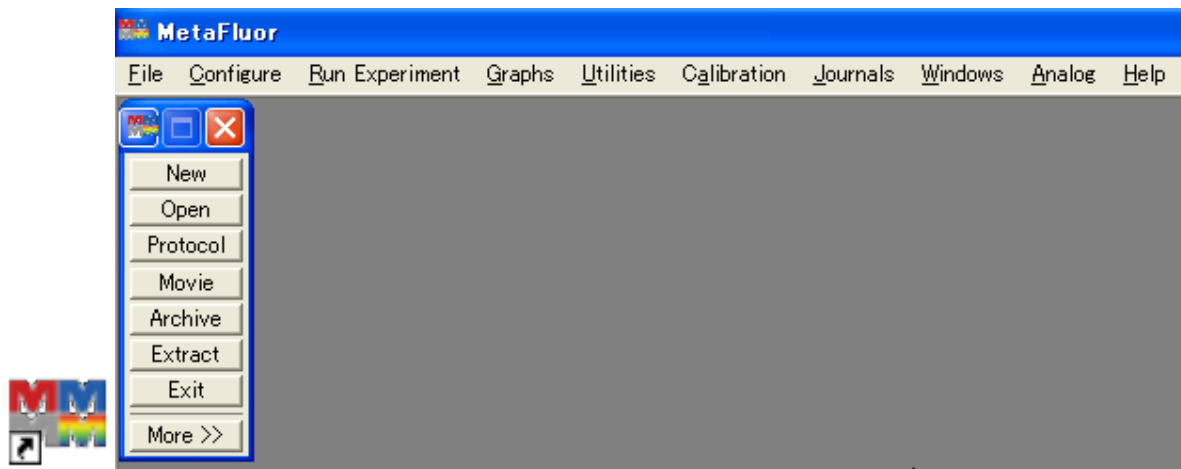 MetaFluor
File Configure Run Experiment Graphs Utilities Calibration Journals Windows Analog Help
New
Open
Protocol
Movie
Archive
Extract
Exit
More >>